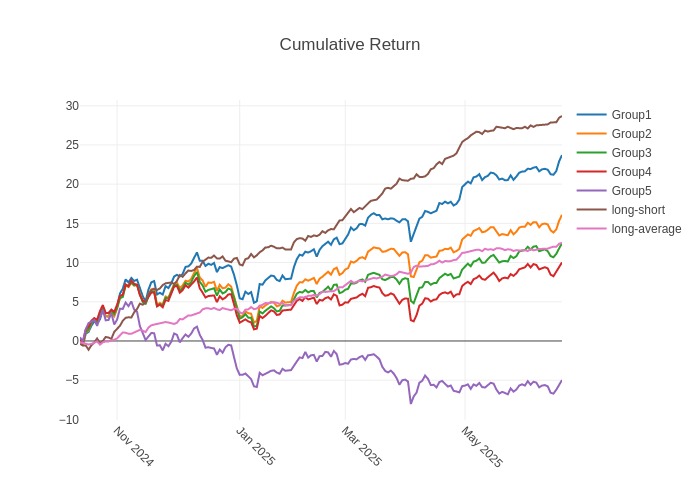 Cumulative Return
30
25
20
15
10
5
0
−5
−10
Nov 2024
Jan 2025
Mar 2025
May 2025
Group1
Group2
Group3
Group4
Group5
long-short
long-average